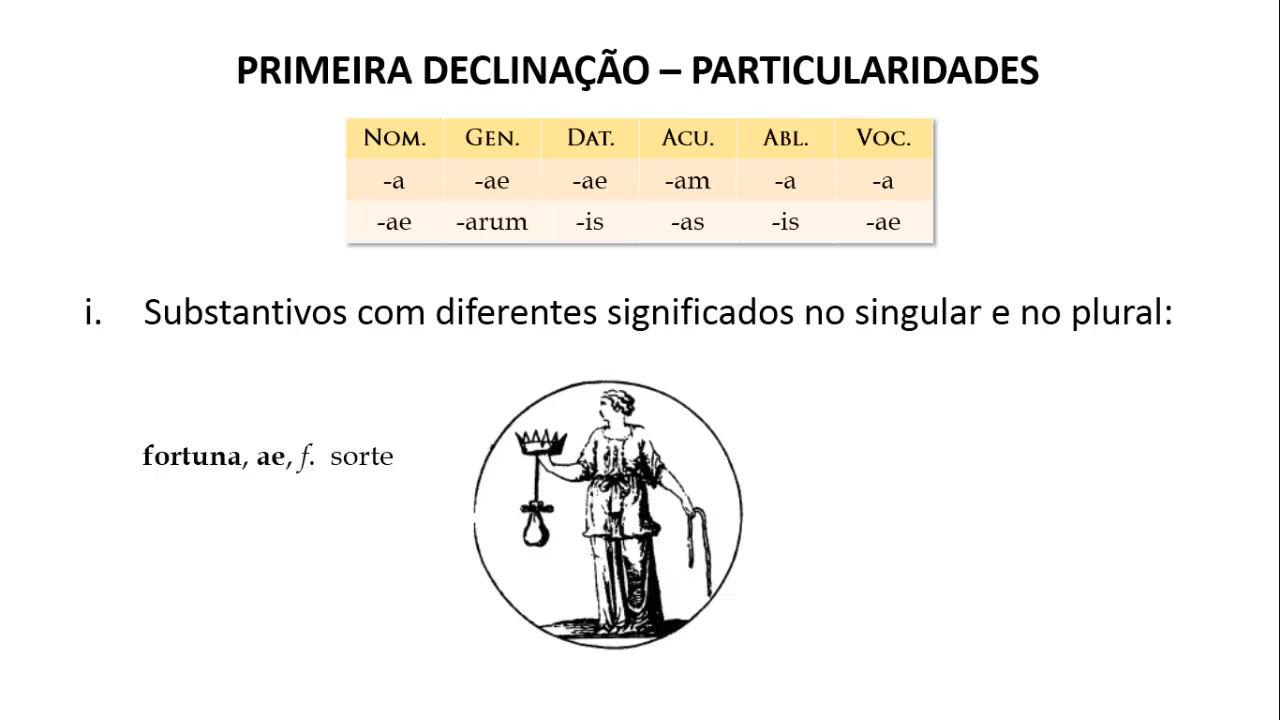 PRIMEIRA DECLINAÇÃO – PARTICULARIDADES
NOM. GEN. DAT. ACU. ABL. VOC.
-a -ae -ae -am -a -a
-ae -arum -is -as -is -ae
i. Substantivos com diferentes significados no singular e no plural:
fortuna, ae, f. sorte